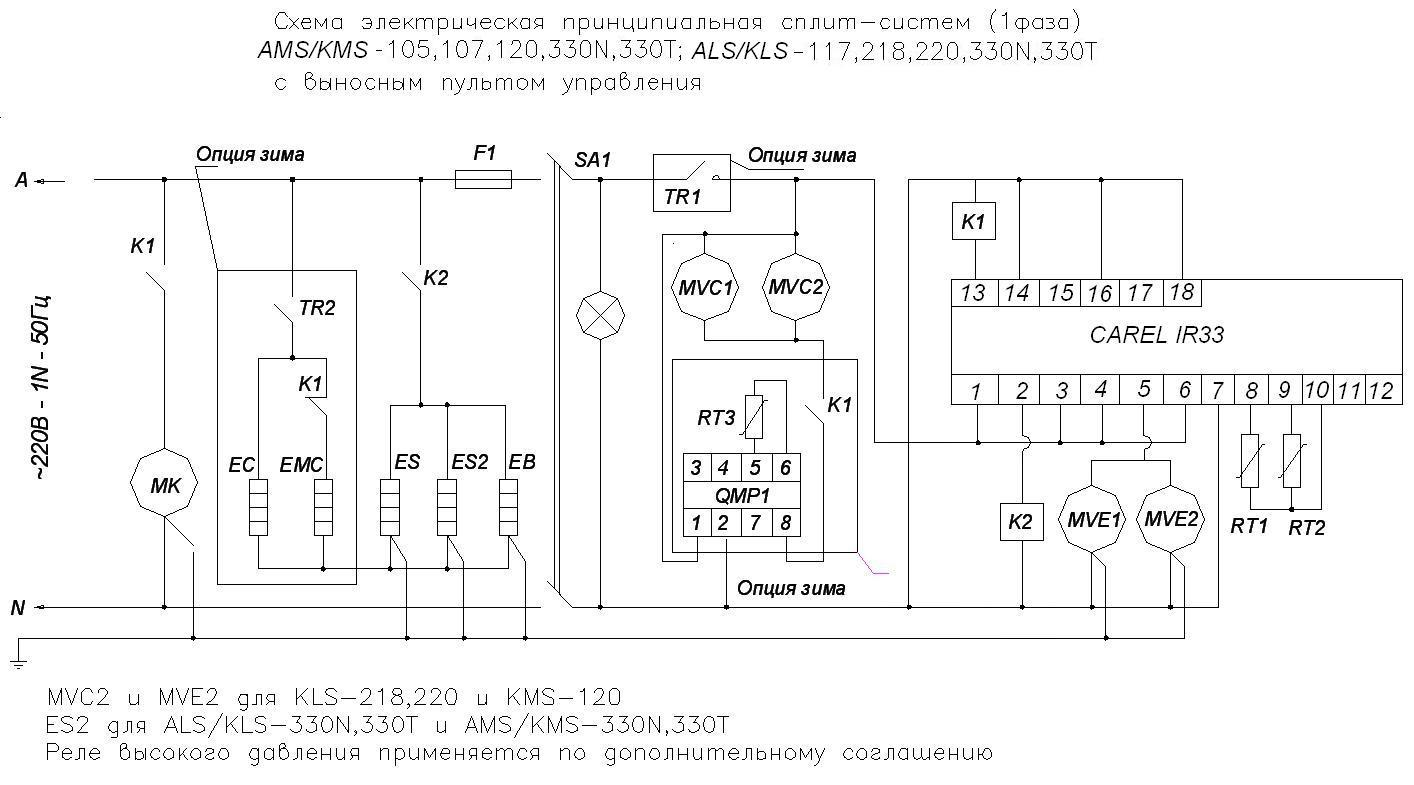 Схема электрическая принципиальная сплит-систем (1фаза)
AMS/KMS -105,107,120,330N,330T; ALS/KLS -117,218,220,330N,330T
с выносным пультом управления
Опция зима
F1
SA1
Опция зима
A
TR1
K1
K1
K2
MVC1
MVC2
13 14 15 16 17 18
TR2
CAREL IR33
~220В - 1N - 50Гц
K1
1 2 3 4 5 6 7 8 9 10 11 12
RT3
K1
EC
EMC
ES
ES2
EB
3 4 5 6
MK
QMP1
1 2 7 8
K2
MVE1
MVE2
RT1
RT2
Опция зима
N
MVC2 и MVE2 для KLS-218,220 и KMS-120
ES2 для ALS/KLS-330N,330T и AMS/KMS-330N,330T
Реле высокого давления применяется по дополнительному соглашению